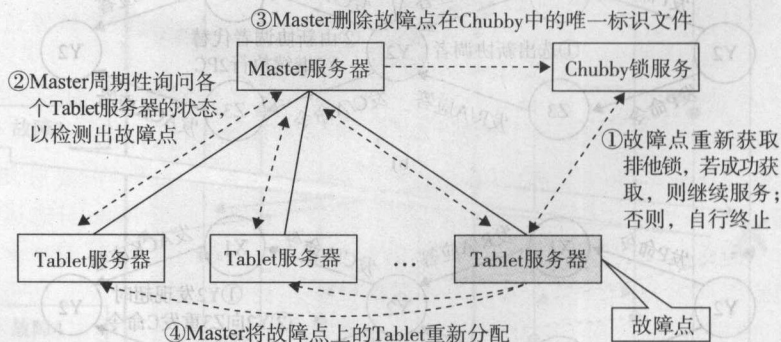 ③Master删除故障点在Chubby中的唯一标识文件
Master服务器
Chubby锁服务
②Master周期性询问各
个Tablet服务器的状态，
以检测出故障点
①故障点重新获取
排他锁，若成功获
取，则继续服务；
否则，自行终止
Tablet服务器
Tablet服务器
…
Tablet服务器
④Master将故障点上的Tablet重新分配
故障点